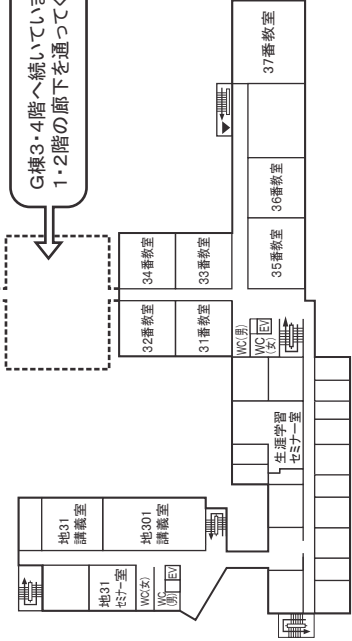 G棟3・4階へ続いていま
1・2階の廊下を通ってく
37番教室
34番教室
33番教室
36番教室
35番教室
32番教室
31番教室
WC(男)
WC
(女)
EV
生涯学習
セミナー室
地31
講義室
地301
講義室
地31
セミナー室
WC(女)
WC
(男)
EV